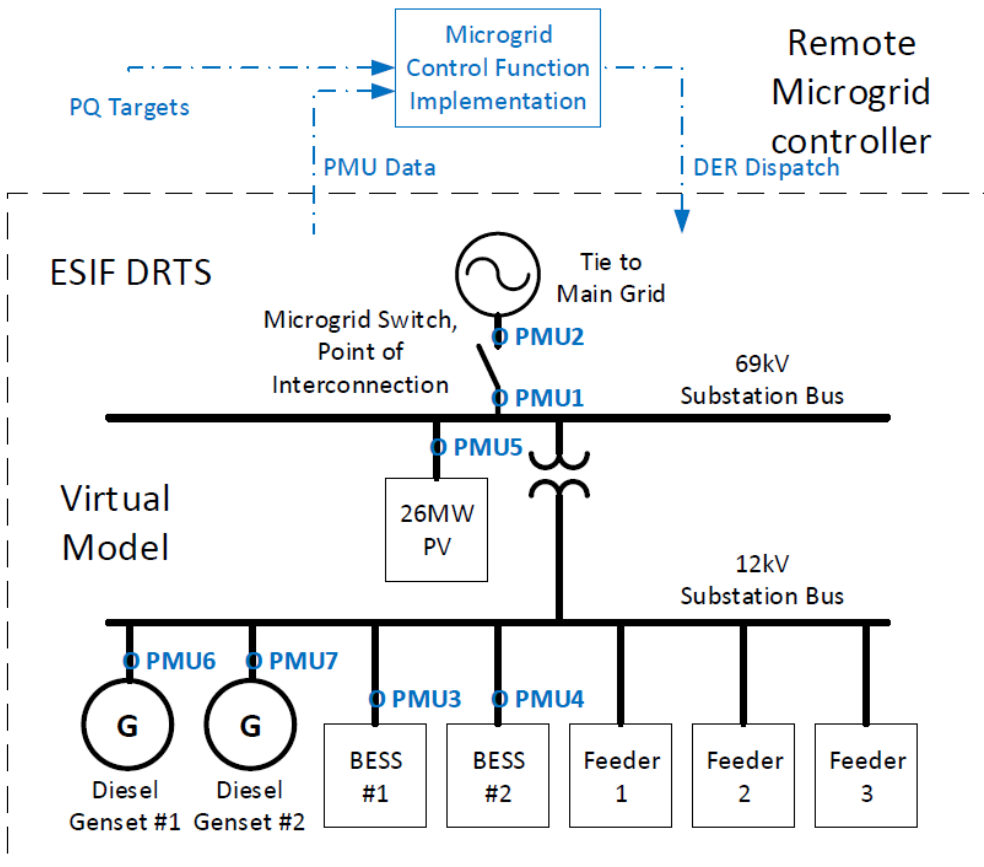 Microgrid
Control Function
Implementation
Remote
Microgrid
controller
PQ Targets
PMU Data
DER Dispatch
ESIF DRTS
Tie to
Main Grid
Microgrid Switch,
Point of
Interconnection
PMU2
PMU1
69kV
Substation Bus
PMU5
26MW
PV
Virtual
Model
12kV
Substation Bus
PMU6
PMU7
PMU3
PMU4
G
G
BESS
#1
BESS
#2
Feeder
1
Feeder
2
Feeder
3
Diesel
Genset #1
Diesel
Genset #2